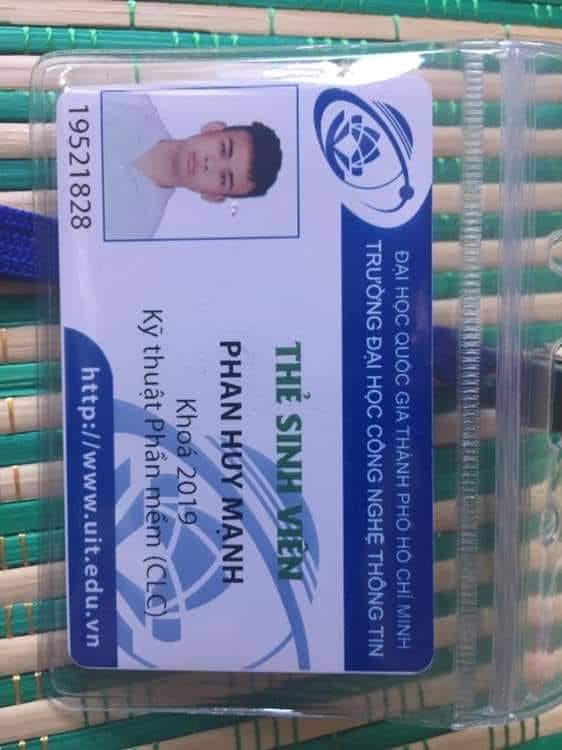 ĐẠI HỌC QUỐC GIA THÀNH PHỐ HỒ CHÍ MINH
TRƯỜNG ĐẠI HỌC CÔNG NGHỆ THÔNG TIN
THẺ SINH VIÊN
PHAN HUY MẠNH
Khoá 2019
Kỹ thuật Phần mềm (CLC)
19521828
http://www.uit.edu.vn